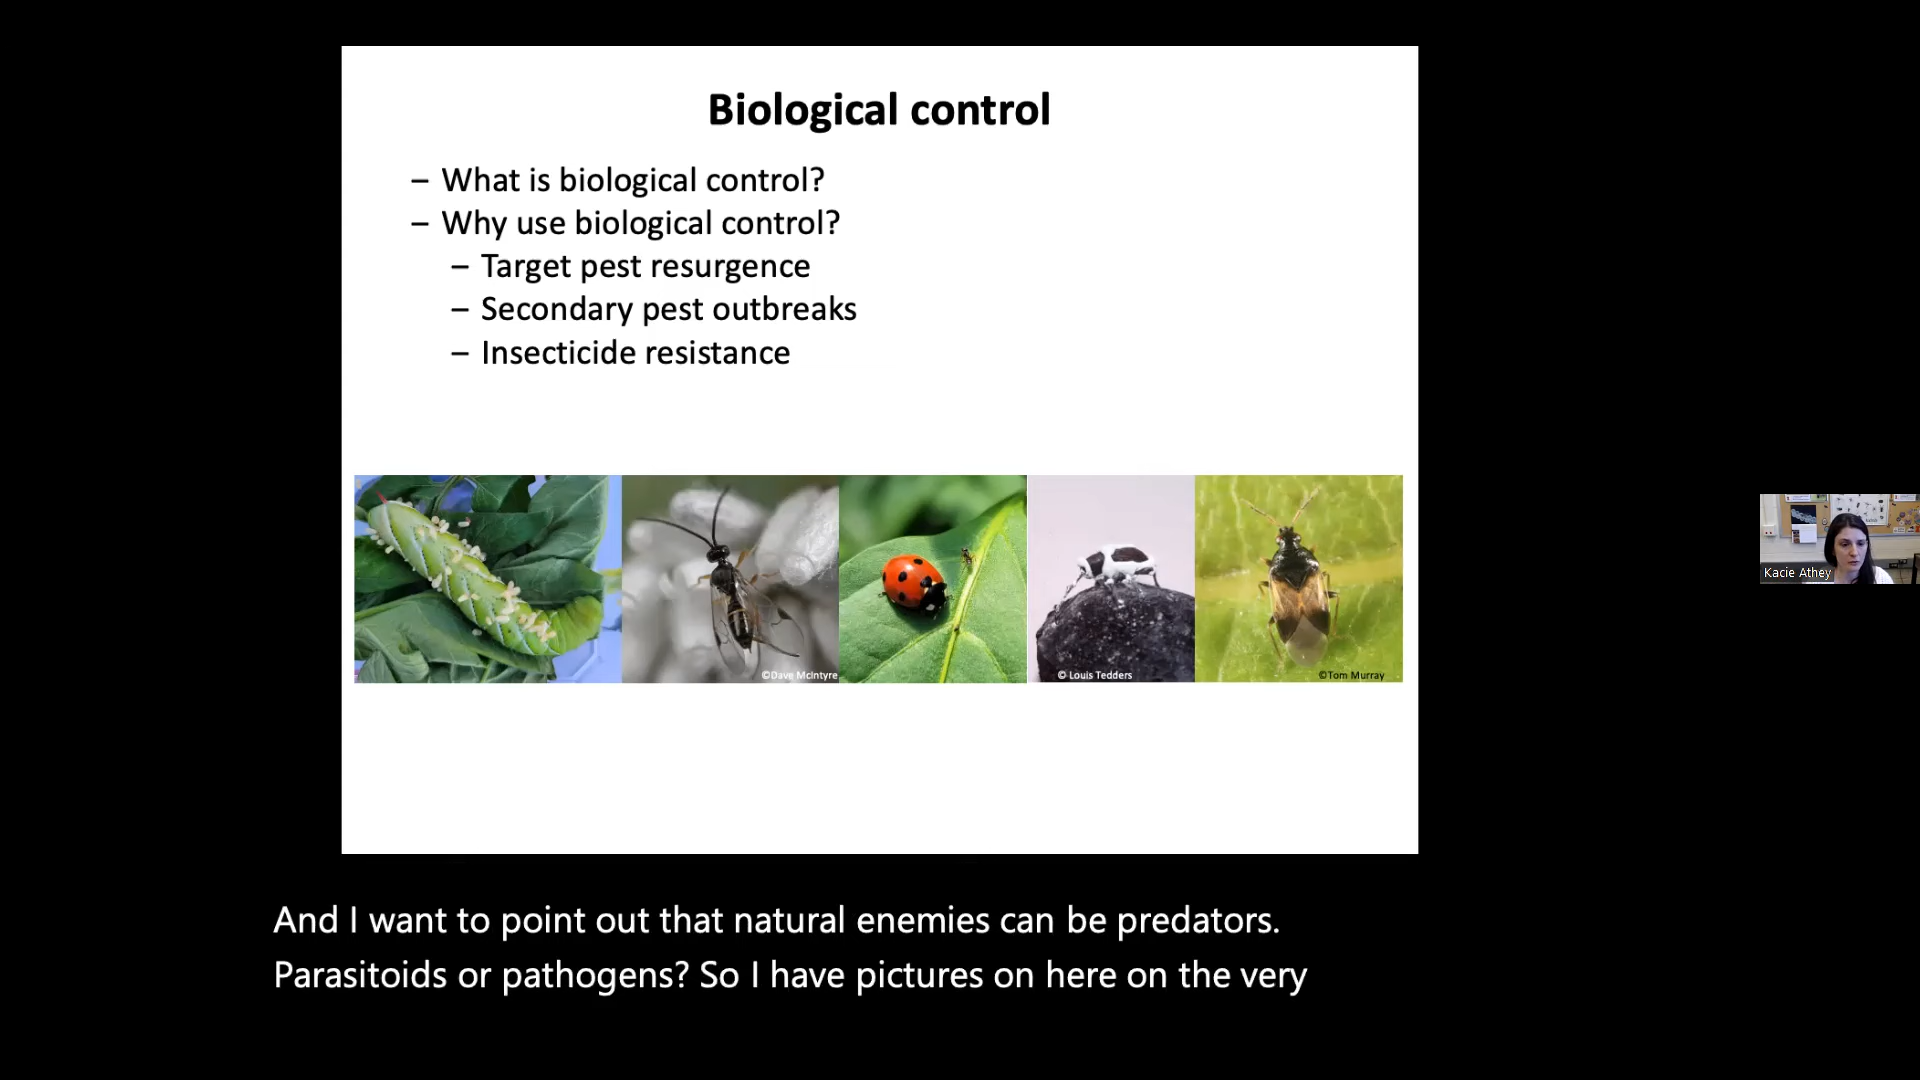 Biological control
– What is biological control?
– Why use biological control?
– Target pest resurgence
– Secondary pest outbreaks
– Insecticide resistance
©Dave McIntyre
© Louis Tedders
©Tom Murray
Kacie Athey
And I want to point out that natural enemies can be predators.
Parasitoids or pathogens? So I have pictures on here on the very